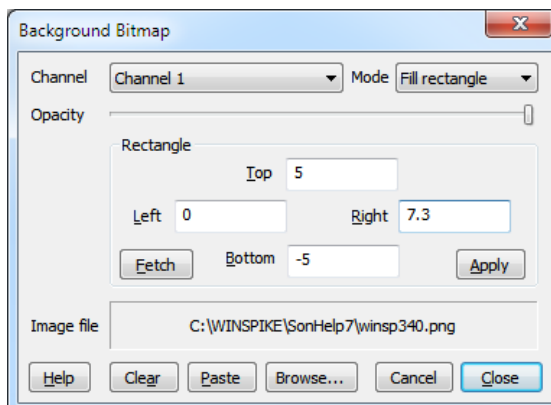 Background Bitmap
Channel Channel 1 Mode Fill rectangle
Opacity
Rectangle
Top 5
Left 0 Right 7.3
Fetch Bottom -5 Apply
Image file C:\WINSPIKE\SonHelp7\winsp340.png
Help Clear Paste Browse... Cancel Close